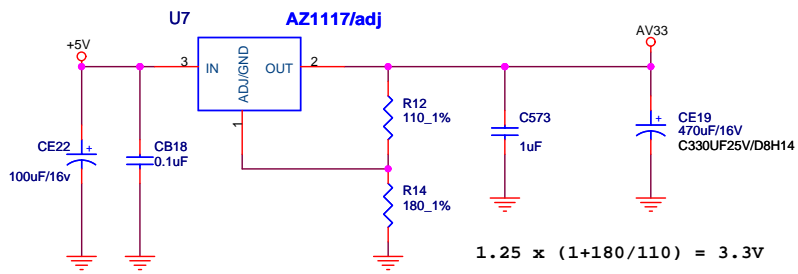 U7
AZ1117/adj
+5V
AV33
3
IN
OUT
2
ADJ/GND
1
R12
110_1%
C573
1uF
CE19
470uF/16V
C330UF25V/D8H14
+
CE22
+
100uF/16v
CB18
0.1uF
R14
180_1%
1.25 x (1+180/110) = 3.3V